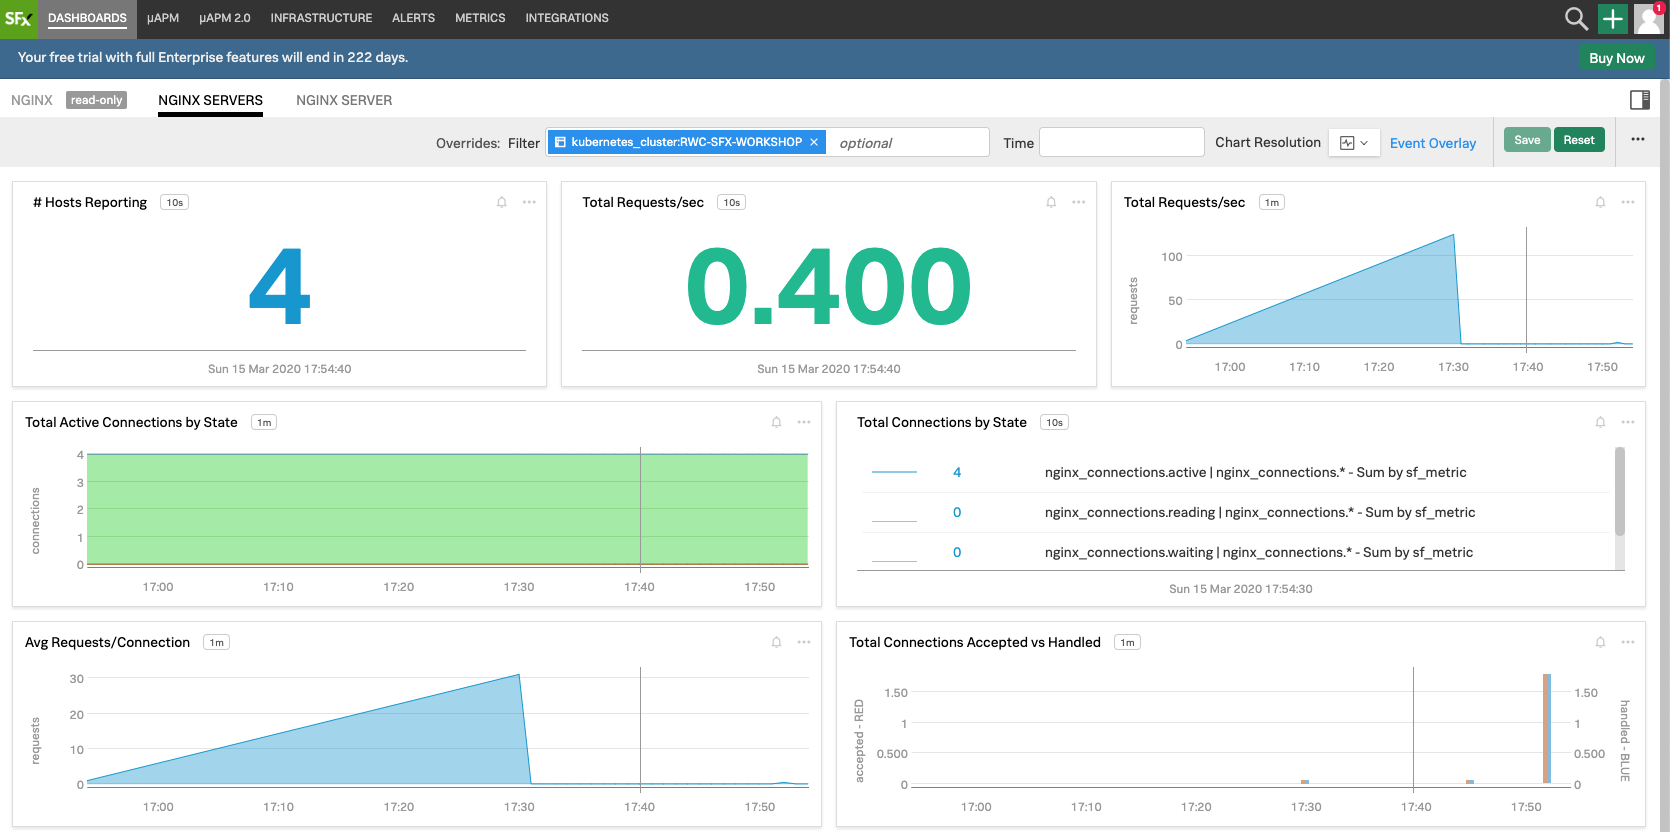 SFx DASHBOARDS µAPM µAPM 2.0 INFRASTRUCTURE ALERTS METRICS INTEGRATIONS 1
Your free trial with full Enterprise features will end in 222 days. Buy Now
NGINX read-only NGINX SERVERS NGINX SERVER
Overrides: Filter kubernetes_cluster:RWC-SFX-WORKSHOP × optional Time Chart Resolution Event Overlay Save Reset
# Hosts Reporting 10s
4
Sun 15 Mar 2020 17:54:40
Total Requests/sec 10s
0.400
Sun 15 Mar 2020 17:54:40
Total Requests/sec 1m
requests
100
50
0
17:00 17:10 17:20 17:30 17:40 17:50
Total Active Connections by State 1m
connections
4
3
2
1
0
17:00 17:10 17:20 17:30 17:40 17:50
Total Connections by State 10s
4 nginx_connections.active | nginx_connections.* - Sum by sf_metric
0 nginx_connections.reading | nginx_connections.* - Sum by sf_metric
0 nginx_connections.waiting | nginx_connections.* - Sum by sf_metric
Sun 15 Mar 2020 17:54:30
Avg Requests/Connection 1m
requests
30
20
10
0
17:00 17:10 17:20 17:30 17:40 17:50
Total Connections Accepted vs Handled 1m
accepted - RED
1.50 1.50
1 1
0.500 0.500
0 0
handled - BLUE
17:00 17:10 17:20 17:30 17:40 17:50